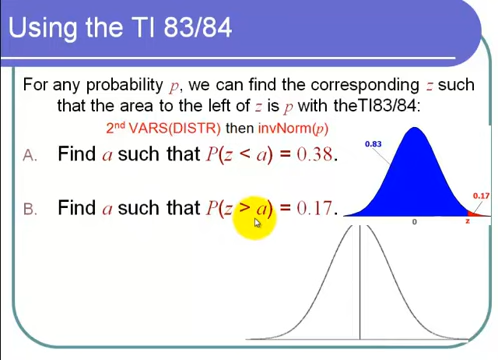 Using the TI 83/84
For any probability p, we can find the corresponding z such
that the area to the left of z is p with theTI83/84:
2nd VARS(DISTR) then invNorm(p)
A. Find a such that P(z < a) = 0.38.
B. Find a such that P(z > a) = 0.17.
0.83
0.17
0
z